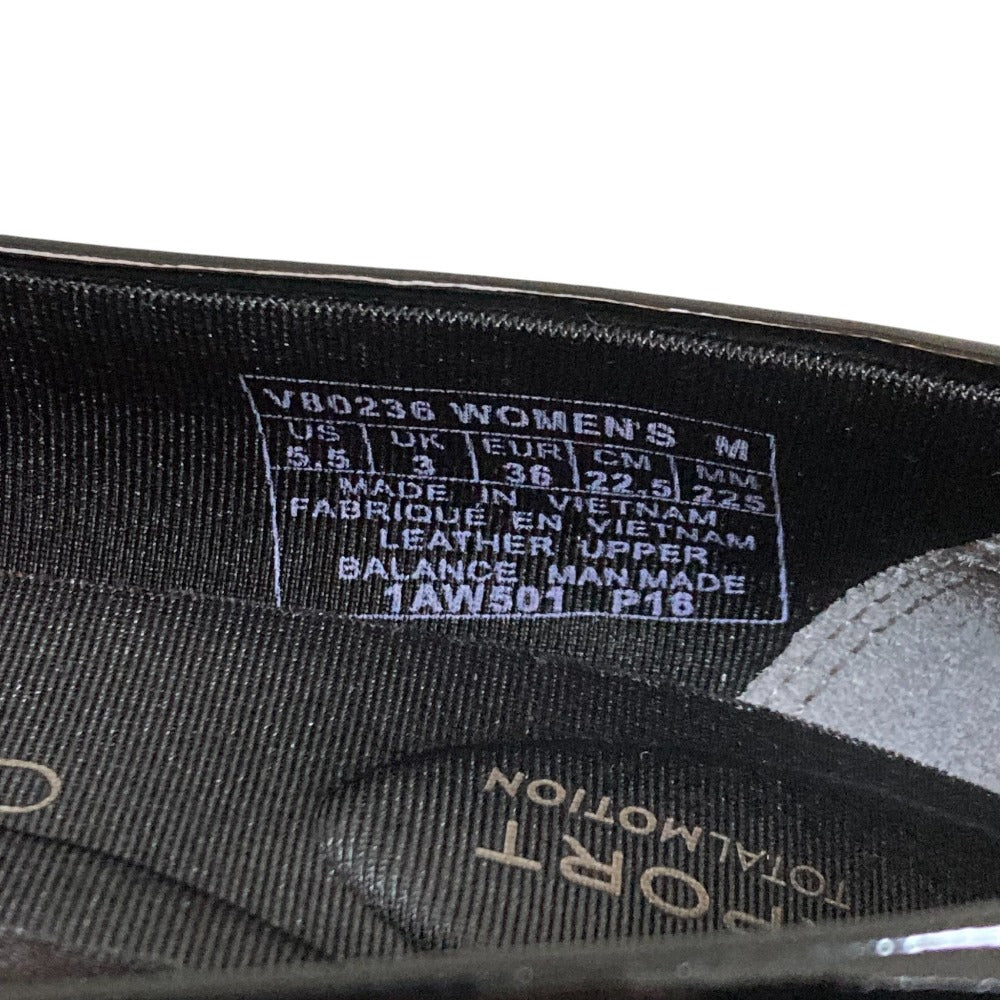 V80236 WOMEN'S M
US UK EUR CM MM
5.5 3 36 22.5 225
MADE IN VIETNAM
FABRIQUÉ EN VIETNAM
LEATHER UPPER
BALANCE MAN MADE
1AW501 P16
TOTALMOTION